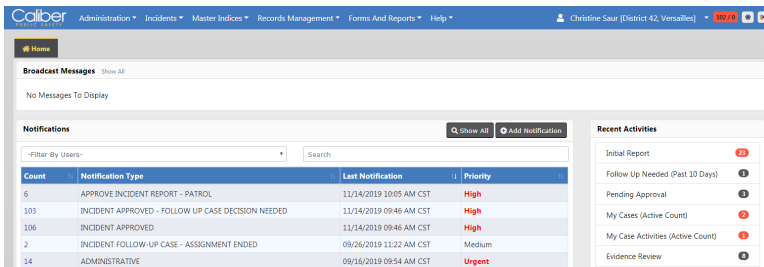 Caliber
PUBLIC SAFETY
Administration Incidents Master Indices Records Management Forms And Reports Help
Christine Saur [District 42, Versailles] 102 / 0
Home
Broadcast Messages Show All
No Messages To Display
Notifications Show All Add Notification
-Filter By Users- Search
Count Notification Type Last Notification Priority
6 APPROVE INCIDENT REPORT - PATROL 11/14/2019 10:05 AM CST High
103 INCIDENT APPROVED - FOLLOW UP CASE DECISION NEEDED 11/14/2019 09:46 AM CST High
106 INCIDENT APPROVED 11/14/2019 09:46 AM CST High
2 INCIDENT FOLLOW-UP CASE - ASSIGNMENT ENDED 09/26/2019 11:22 AM CST Medium
14 ADMINISTRATIVE 09/16/2019 09:54 AM CST Urgent
Recent Activities
Initial Report 23
Follow Up Needed (Past 10 Days) 1
Pending Approval 3
My Cases (Active Count) 2
My Case Activities (Active Count) 1
Evidence Review 8